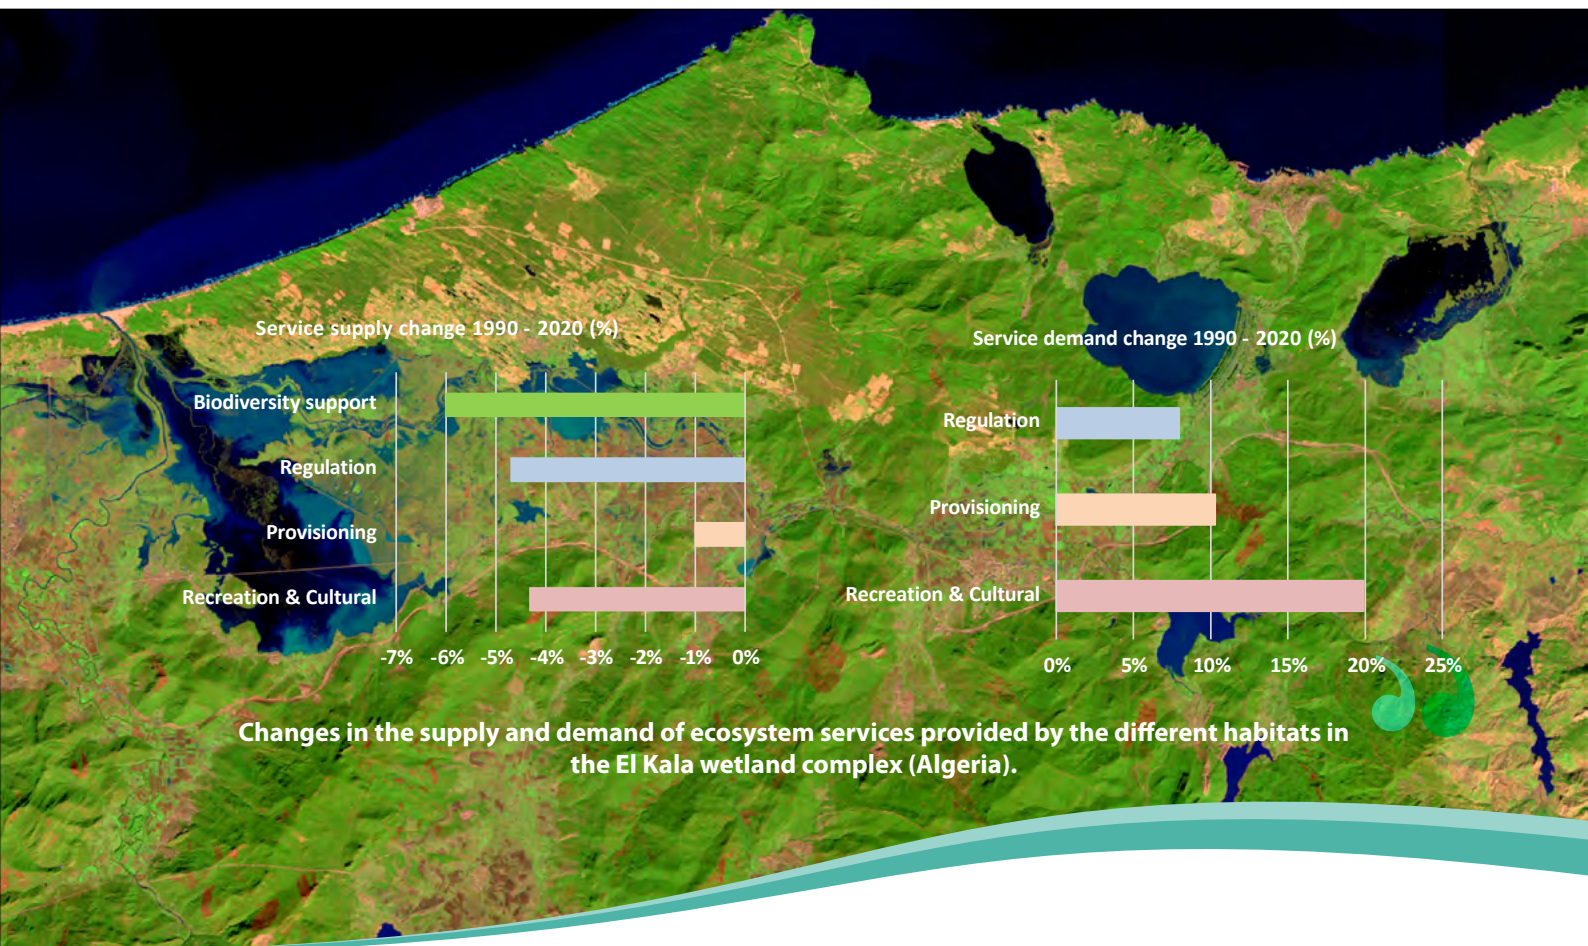 Service supply change 1990 - 2020 (%)
Biodiversity support
Regulation
Provisioning
Recreation & Cultural
-7% -6% -5% -4% -3% -2% -1% 0%
Service demand change 1990 - 2020 (%)
Regulation
Provisioning
Recreation & Cultural
0% 5% 10% 15% 20% 25%
Changes in the supply and demand of ecosystem services provided by the different habitats in
the El Kala wetland complex (Algeria).